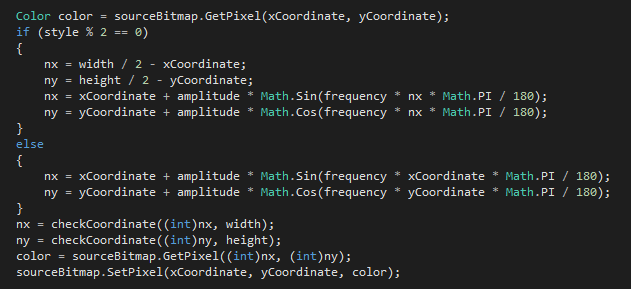 Color color = sourceBitmap.GetPixel(xCoordinate, yCoordinate);
if (style % 2 == 0)
{
    nx = width / 2 - xCoordinate;
    ny = height / 2 - yCoordinate;
    nx = xCoordinate + amplitude * Math.Sin(frequency * nx * Math.PI / 180);
    ny = yCoordinate + amplitude * Math.Cos(frequency * nx * Math.PI / 180);
}
else
{
    nx = xCoordinate + amplitude * Math.Sin(frequency * xCoordinate * Math.PI / 180);
    ny = yCoordinate + amplitude * Math.Cos(frequency * yCoordinate * Math.PI / 180);
}
nx = checkCoordinate((int)nx, width);
ny = checkCoordinate((int)ny, height);
color = sourceBitmap.GetPixel((int)nx, (int)ny);
sourceBitmap.SetPixel(xCoordinate, yCoordinate, color);